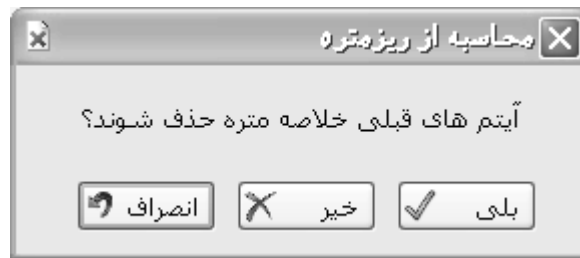 محاسبه از ریزمتره
آیتم های قبلی خلاصه متره حذف شوند؟
بلی
خیر
انصراف